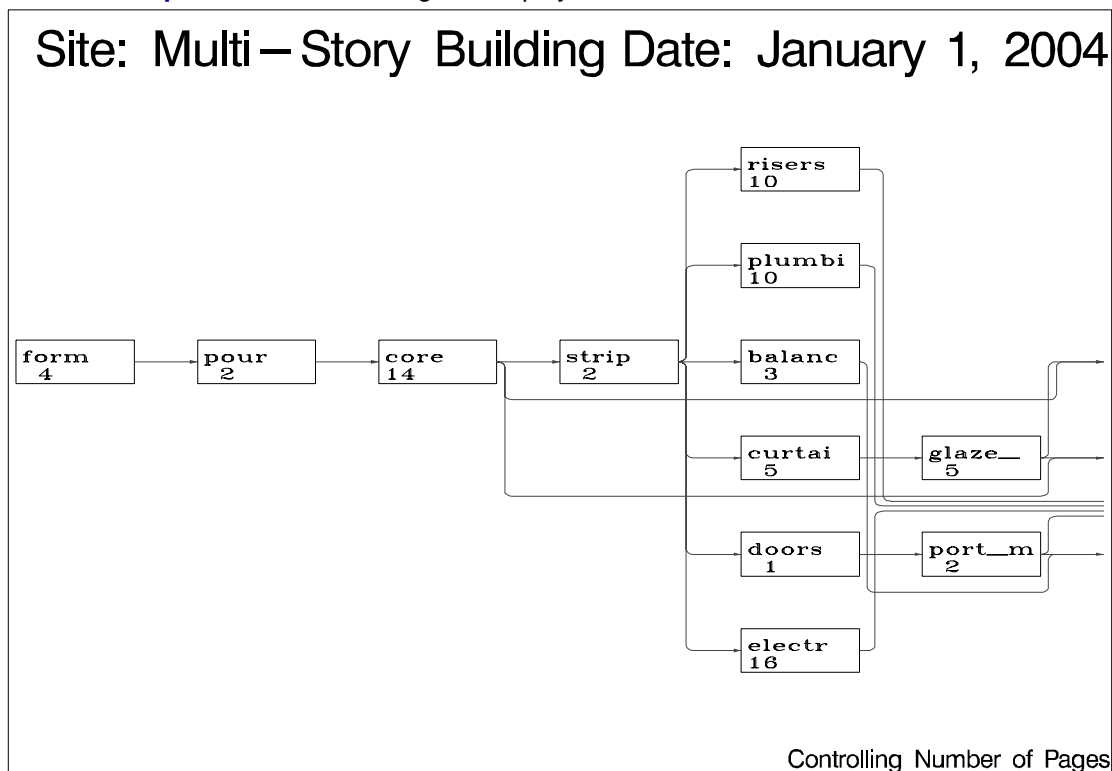 Site: Multi–Story Building Date: January 1, 2004
risers
10
plumbi
10
form
4
pour
2
core
14
strip
2
balanc
3
curtai
5
glaze_
5
doors
1
port_m
2
electr
16
Controlling Number of Pages